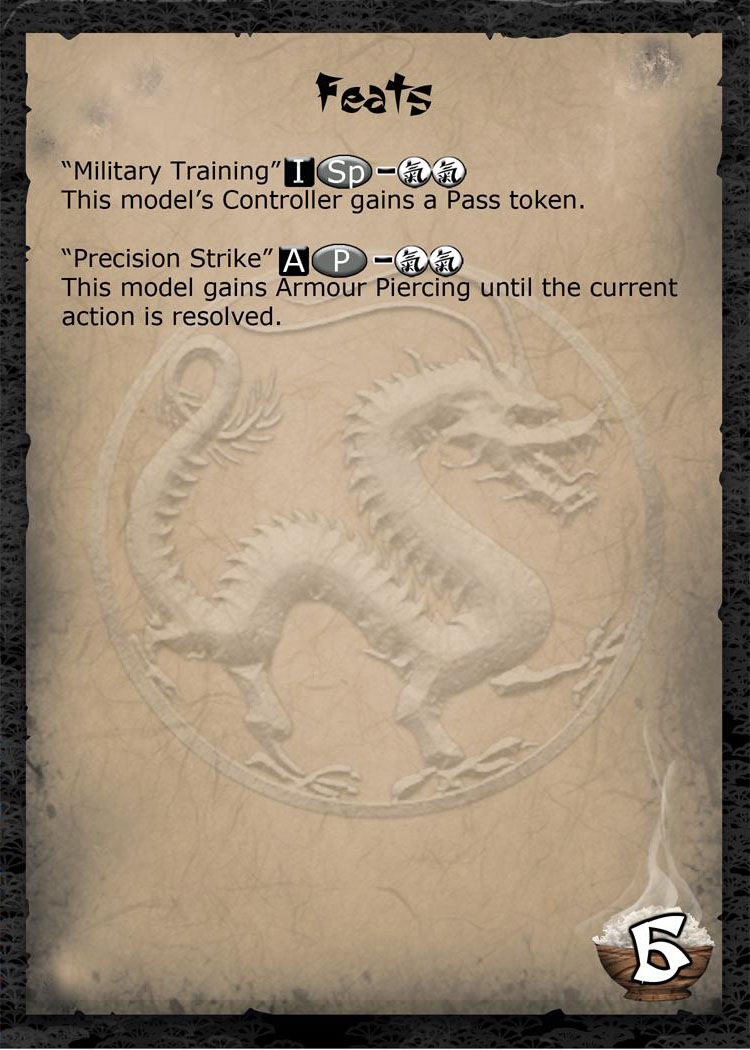 Feats
“Military Training” I Sp -氣氣
This model’s Controller gains a Pass token.
“Precision Strike” A P -氣氣
This model gains Armour Piercing until the current
action is resolved.
5